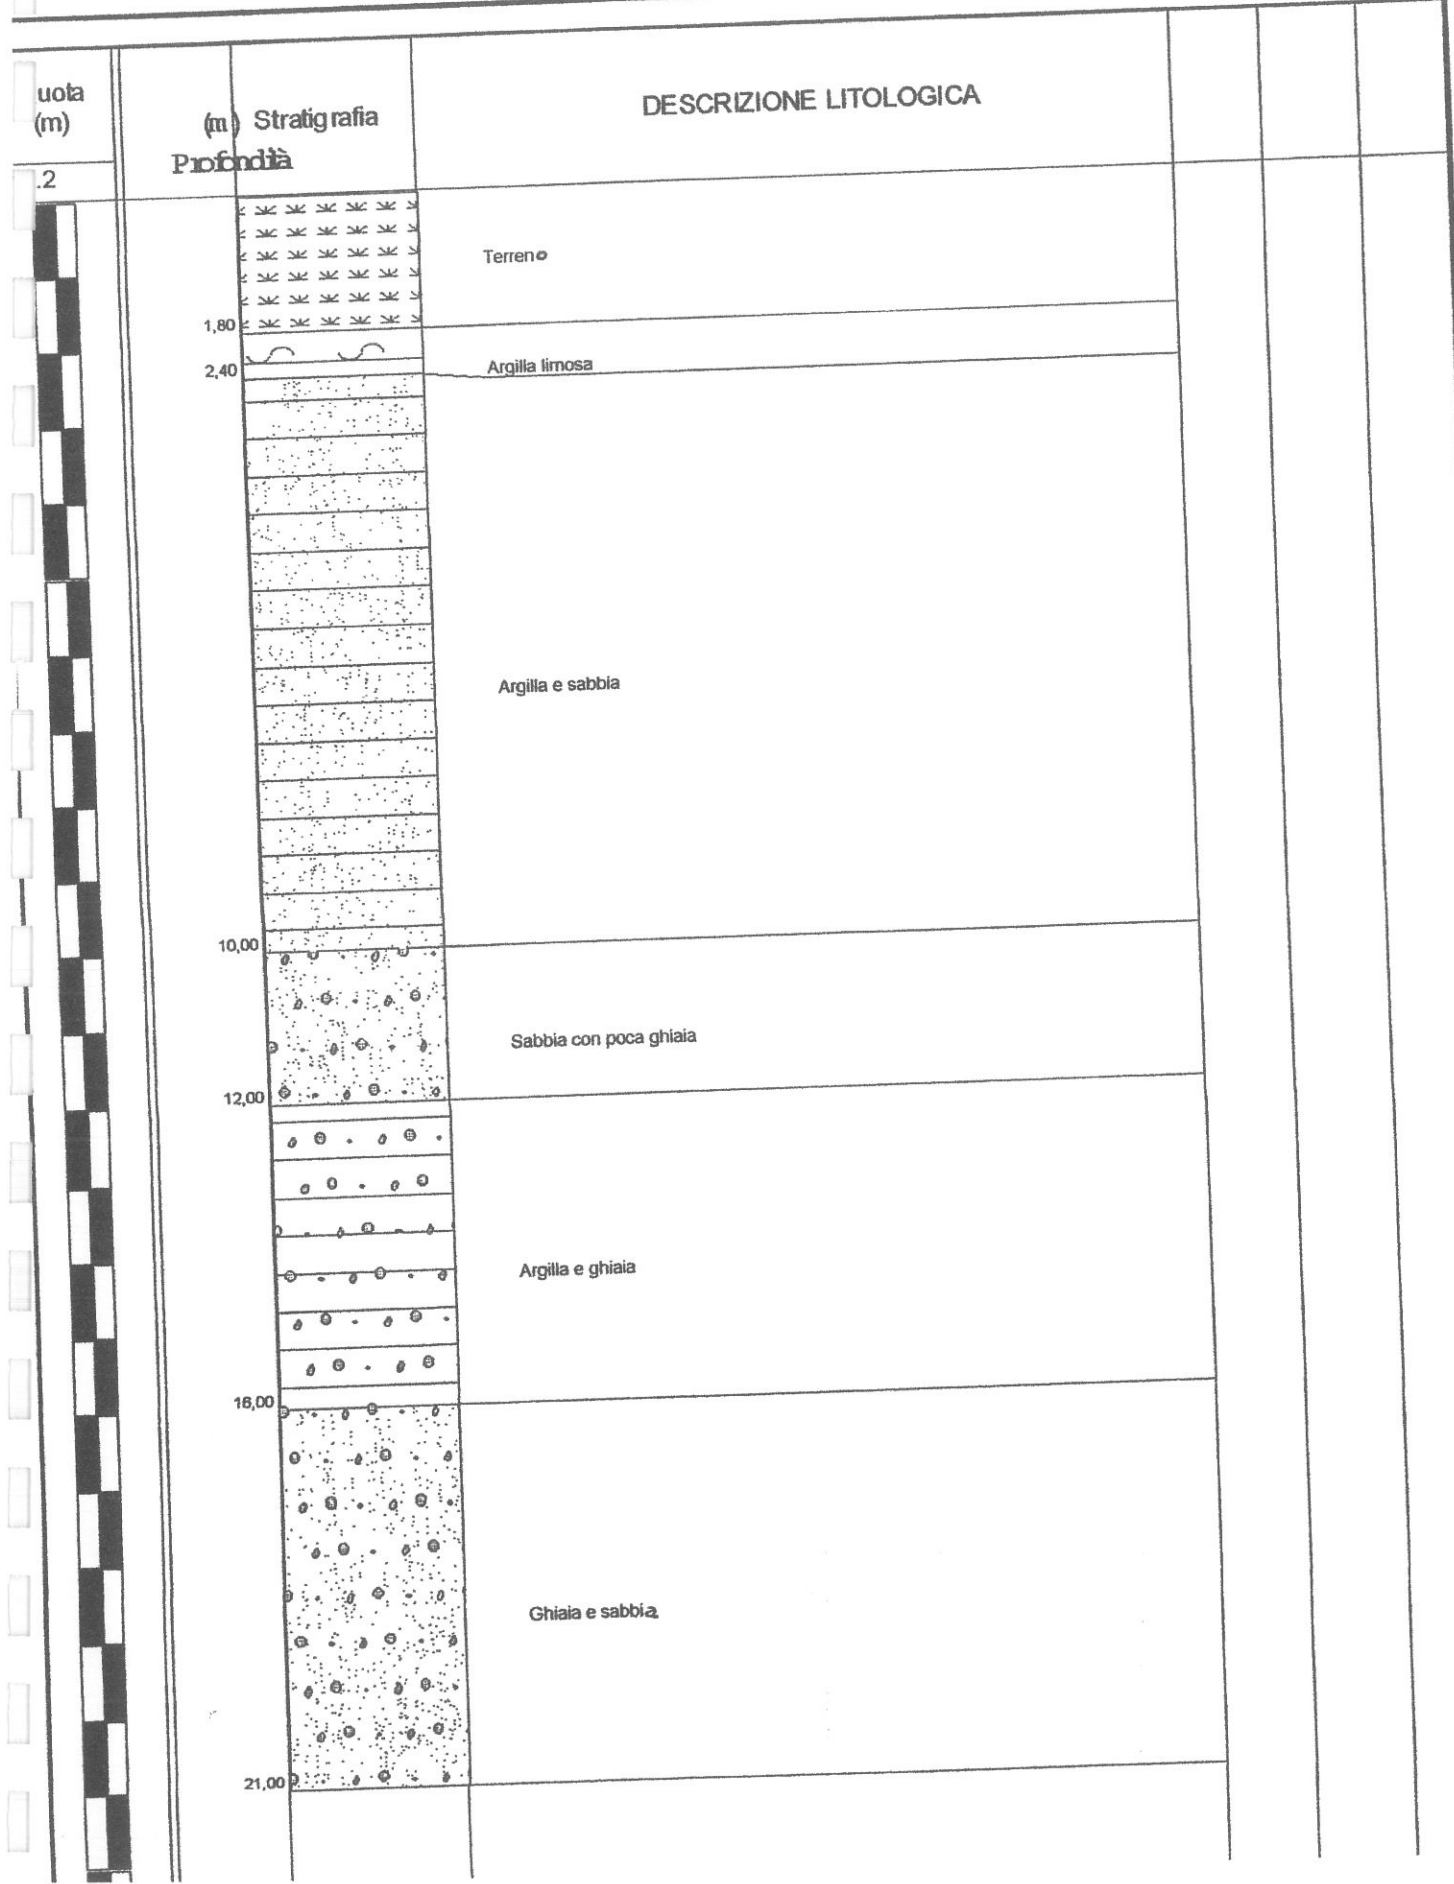 uota
(m)
.2
(m) Stratigrafia
Profondità
DESCRIZIONE LITOLOGICA
Terreno
1,80
Argilla limosa
2,40
Argilla e sabbia
10,00
Sabbia con poca ghiaia
12,00
Argilla e ghiaia
16,00
Ghiaia e sabbia
21,00